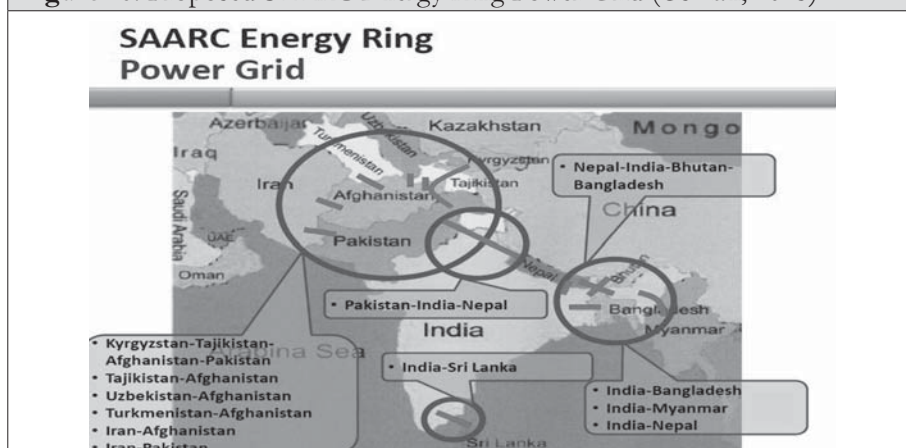 SAARC Energy Ring
Power Grid
Azerbaijan
Uzbekistan
Kazakhstan
Mongo
Turkmenistan
Iraq
Kyrgyzstan
Iran
Tajikistan
Afghanistan
• Nepal-India-Bhutan-
Bangladesh
China
Saudi Arabia
UAE
Pakistan
Oman
Nepal
Bhutan
Bangladesh
• Pakistan-India-Nepal
India
Myanmar
• Kyrgyzstan-Tajikistan-
Afghanistan-Pakistan
• Tajikistan-Afghanistan
• Uzbekistan-Afghanistan
• Turkmenistan-Afghanistan
• Iran-Afghanistan
• Iran-Pakistan
Sea
• India-Sri Lanka
• India-Bangladesh
• India-Myanmar
• India-Nepal
Sri Lanka